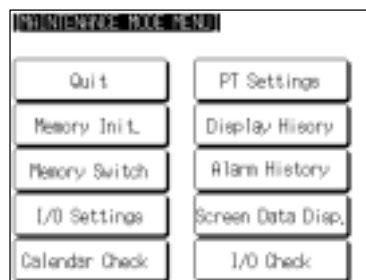 [MAINTENANCE MODE MENU]
Quit
PT Settings
Memory Init.
Display Hisory
Memory Switch
Alarm History
I/O Settings
Screen Data Disp.
Calendar Check
I/O Check